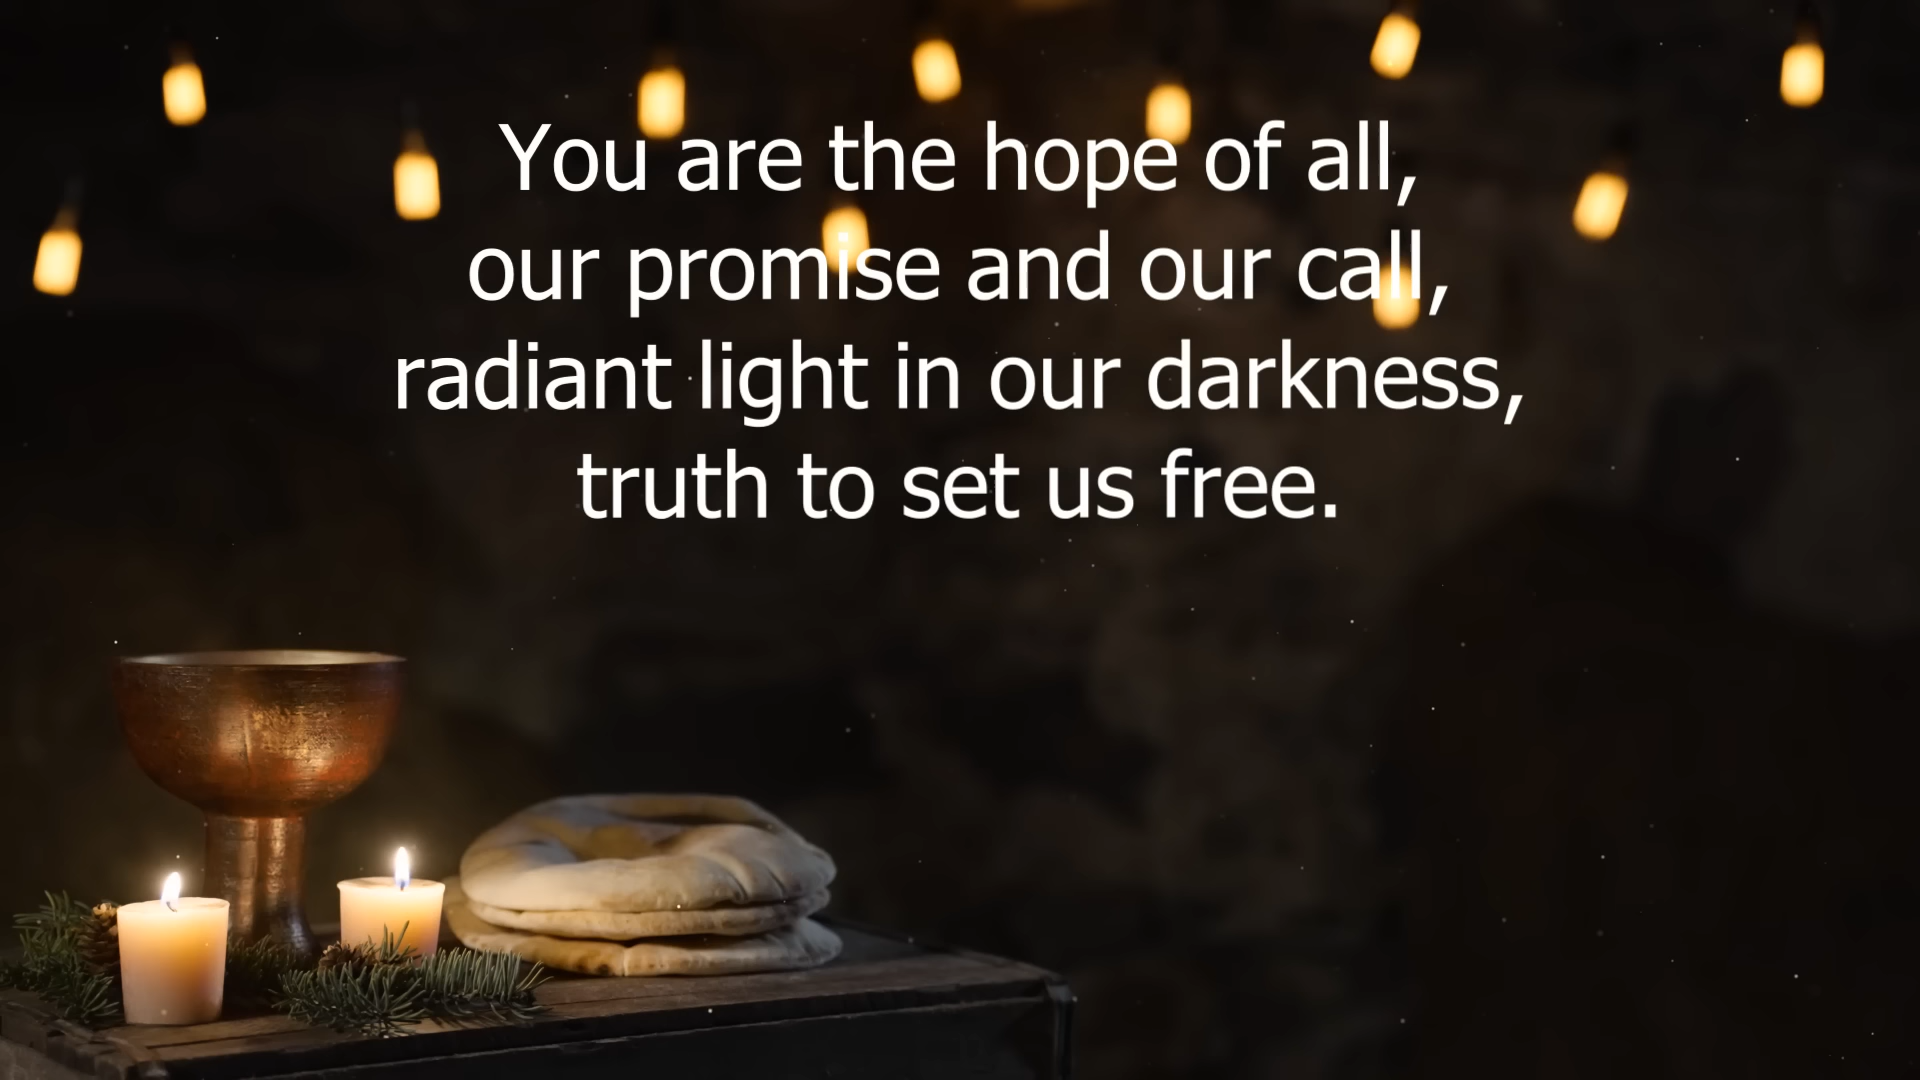 You are the hope of all,
our promise and our call,
radiant light in our darkness,
truth to set us free.